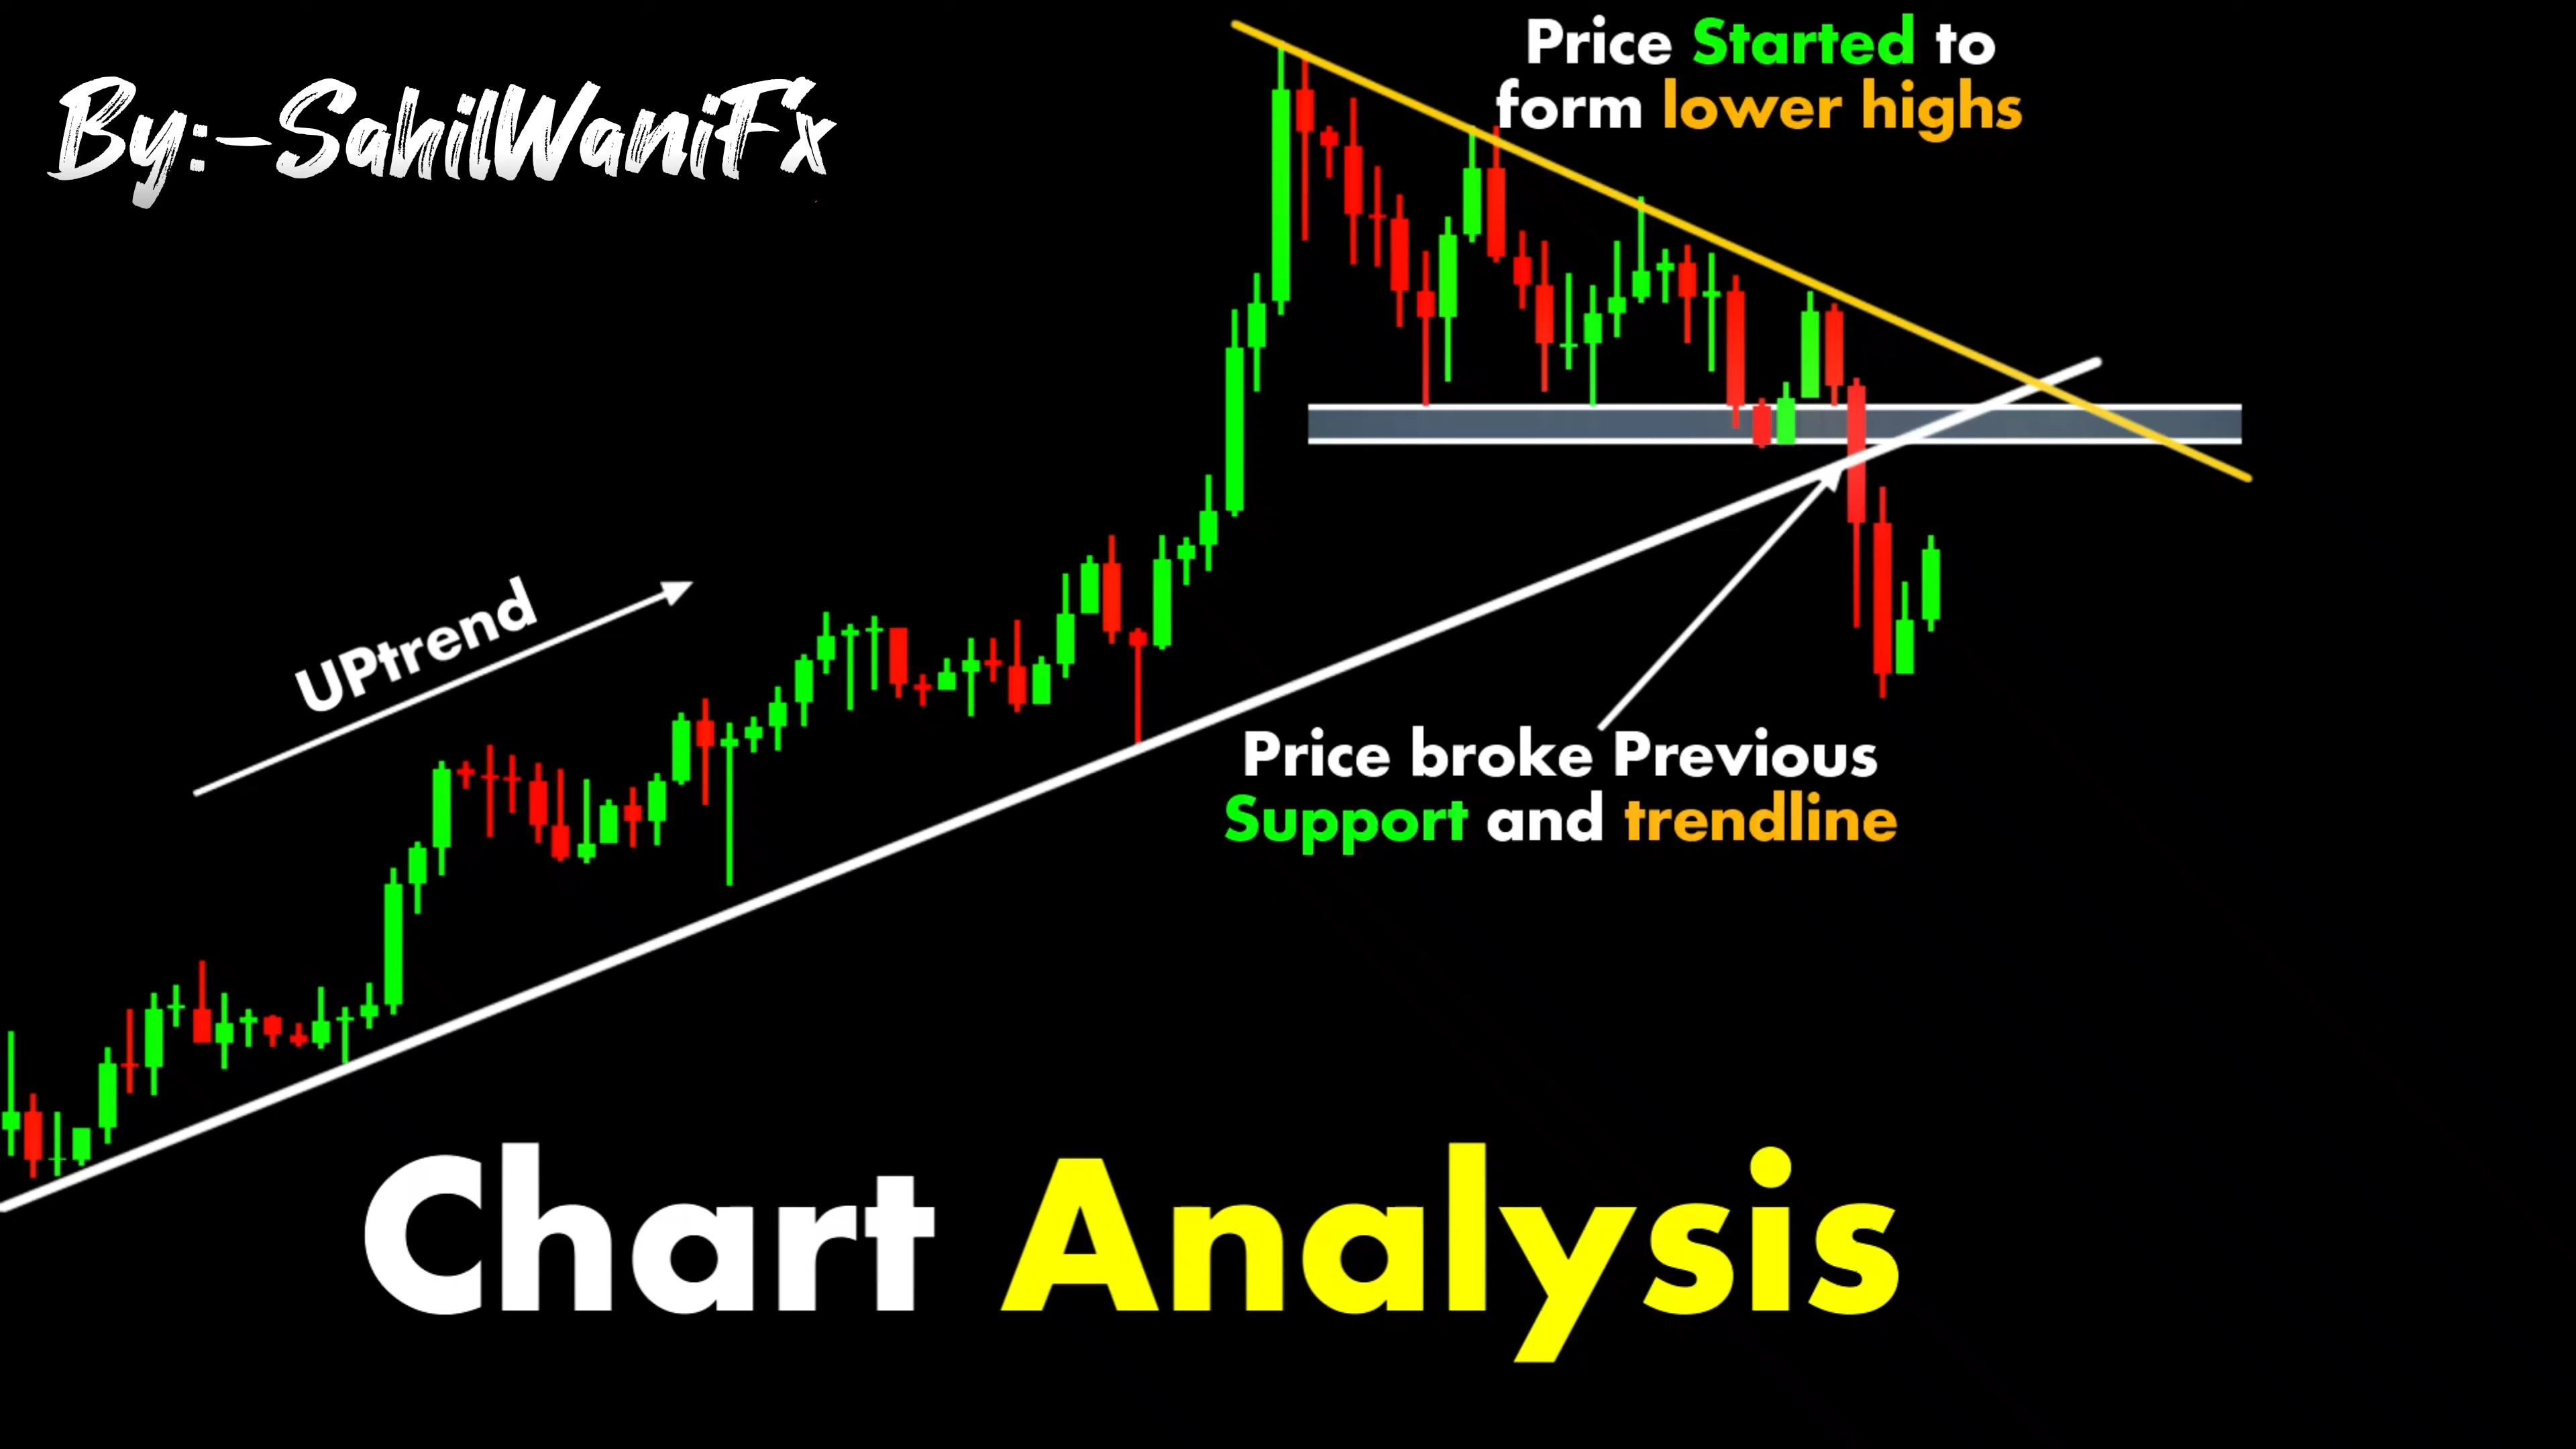 By:-SahilWaniFx
Price Started to
form lower highs
UPtrend
Price broke Previous
Support and trendline
Chart Analysis